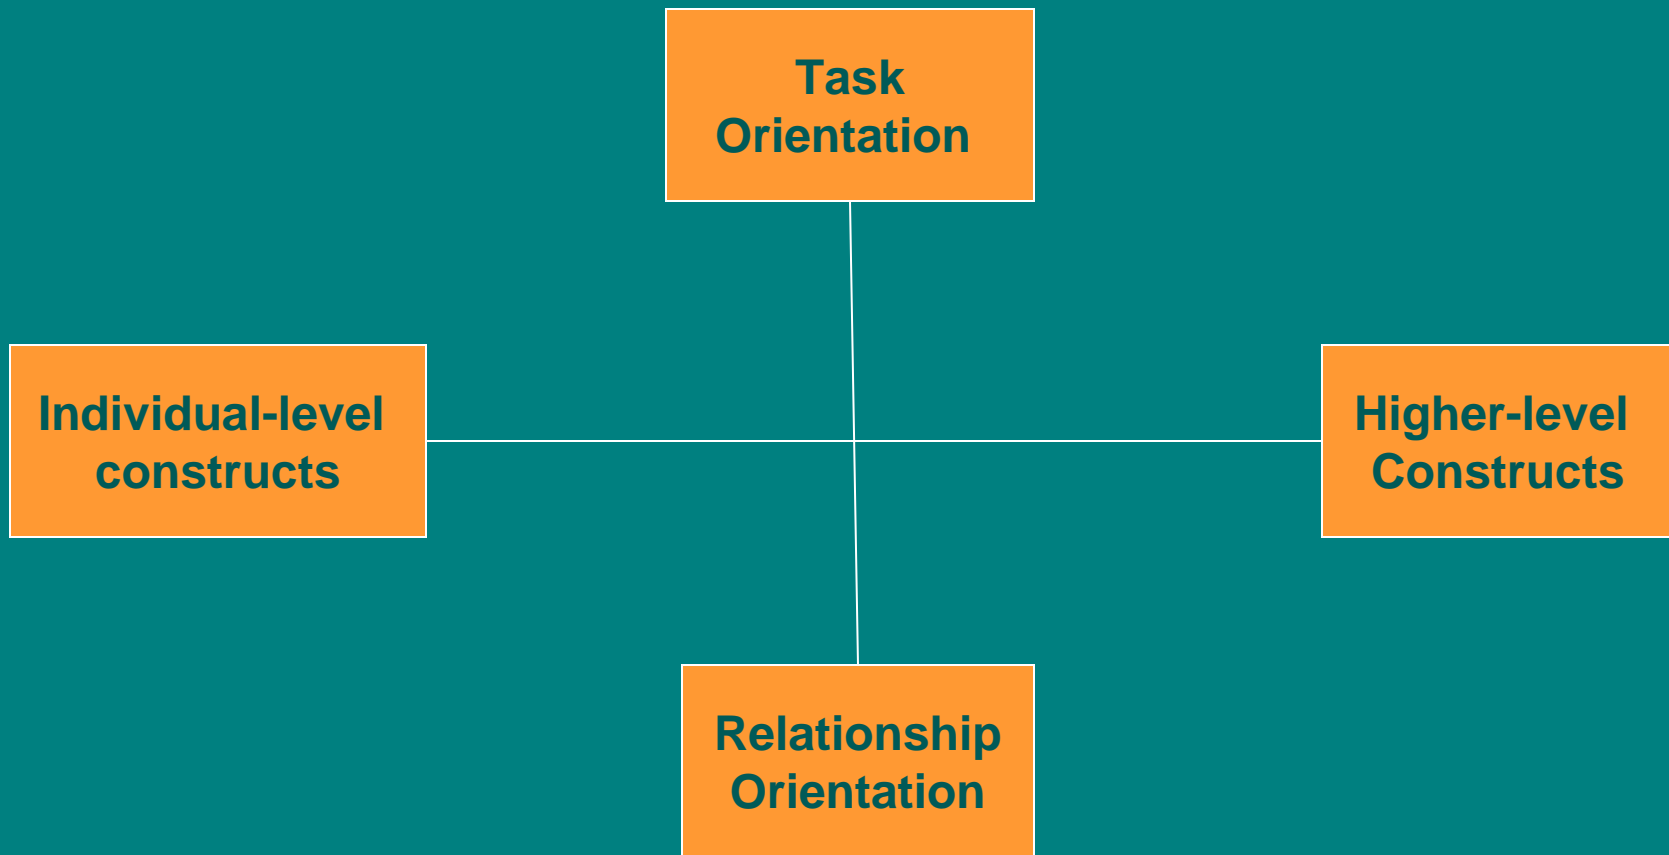 Task
Orientation
Individual-level
constructs
Higher-level
Constructs
Relationship
Orientation